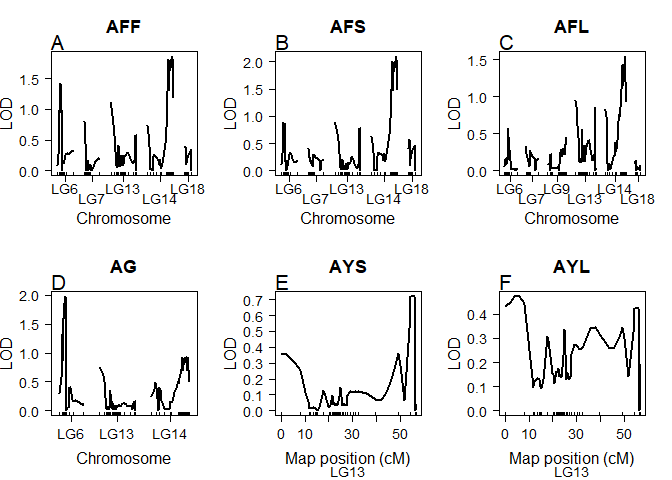 AFF
AFS
AFL
A
B
C
LOD
0.0
0.5
1.0
1.5
LOD
0.0
0.5
1.0
1.5
2.0
LOD
0.5
1.0
1.5
LG6
LG7
LG13
LG14
LG18
LG6
LG7
LG13
LG14
LG18
LG6
LG7
LG9
LG13
LG14
LG18
Chromosome
Chromosome
Chromosome
AG
AYS
AYL
D
E
F
LOD
0.0
0.5
1.0
1.5
2.0
LOD
0.0
0.1
0.2
0.3
0.4
0.5
0.6
0.7
LOD
0.0
0.1
0.2
0.3
0.4
LG6
LG13
LG14
0
10
30
50
0
10
30
50
Chromosome
Map position (cM)
Map position (cM)
LG13
LG13